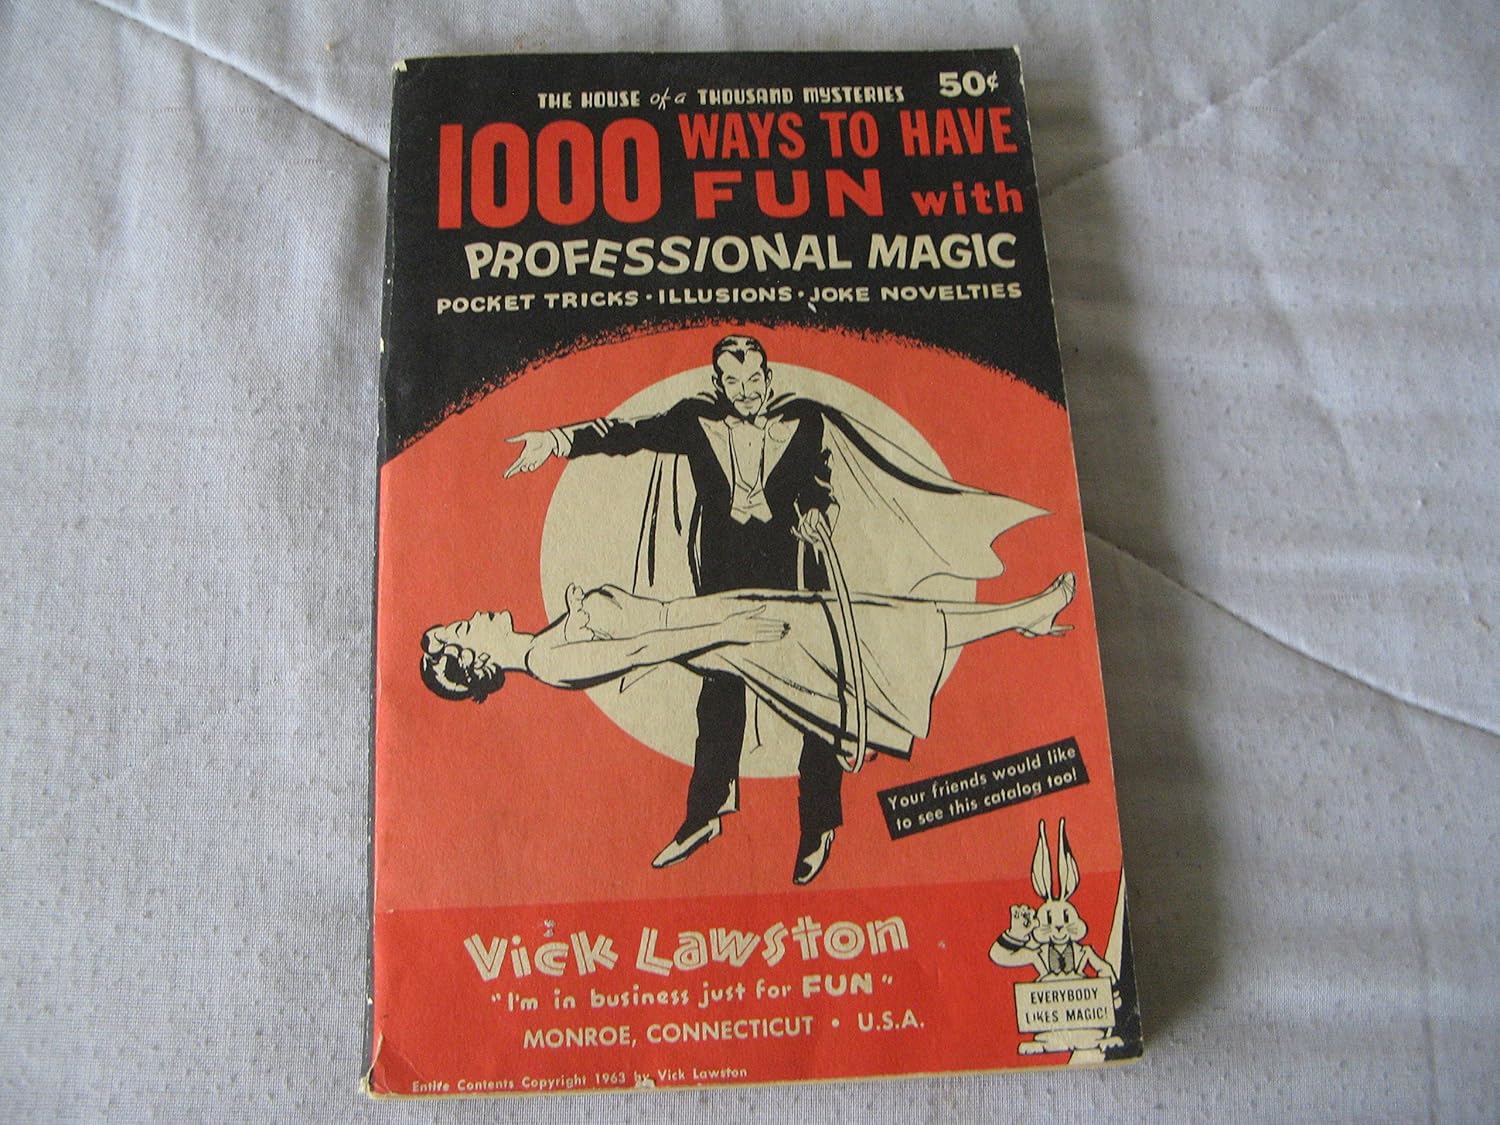 THE HOUSE of a THOUSAND MYSTERIES
50¢
1000 WAYS TO HAVE
FUN with
PROFESSIONAL MAGIC
POCKET TRICKS • ILLUSIONS • JOKE NOVELTIES
Your friends would like
to see this catalog too!
Vick Lawston
"I'm in business just for FUN"
MONROE, CONNECTICUT • U.S.A.
EVERYBODY
LIKES MAGIC!
Entire Contents Copyright 1963 by Vick Lawston